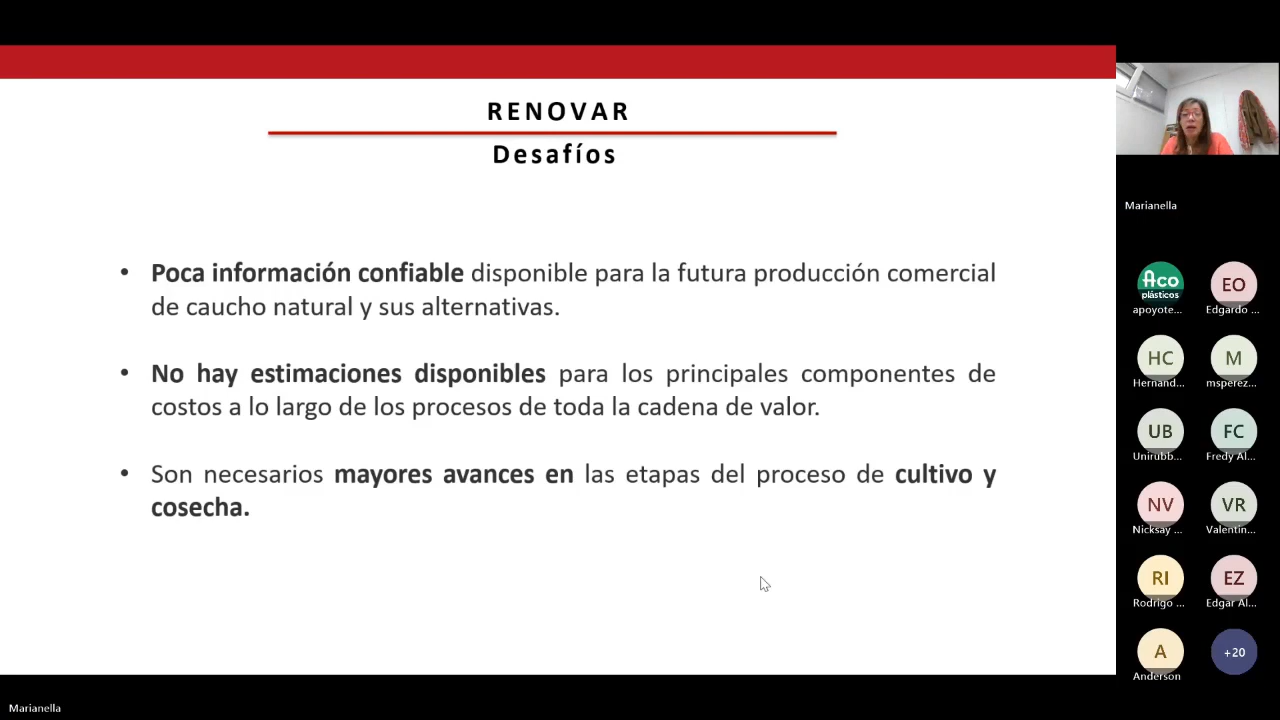 RENOVAR
Desafíos
• Poca información confiable disponible para la futura producción comercial
de caucho natural y sus alternativas.
• No hay estimaciones disponibles para los principales componentes de
costos a lo largo de los procesos de toda la cadena de valor.
• Son necesarios mayores avances en las etapas del proceso de cultivo y
cosecha.
Marianella
Aco
plásticos
apoyote...
EO
Edgardo ...
HC
Hernand...
M
msperez...
UB
Unirubb...
FC
Fredy Al...
NV
Nicksay ...
VR
Valentin...
RI
Rodrigo ...
EZ
Edgar Al...
A
Anderson
+20
Marianella